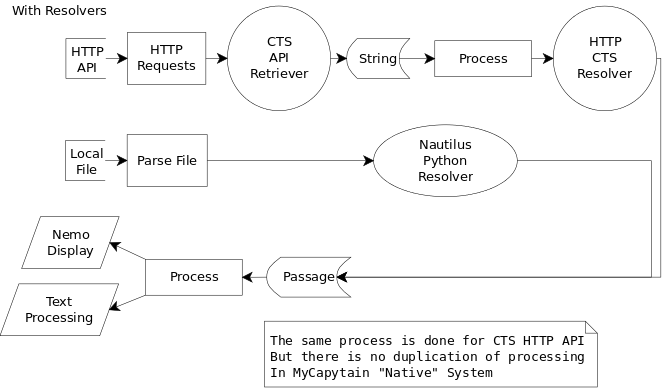 With Resolvers
HTTP
API
HTTP
Requests
CTS
API
Retriever
String
Process
HTTP
CTS
Resolver
Local
File
Parse File
Nautilus
Python
Resolver
Nemo
Display
Process
Passage
Text
Processing
The same process is done for CTS HTTP API
But there is no duplication of processing
In MyCapytain "Native" System